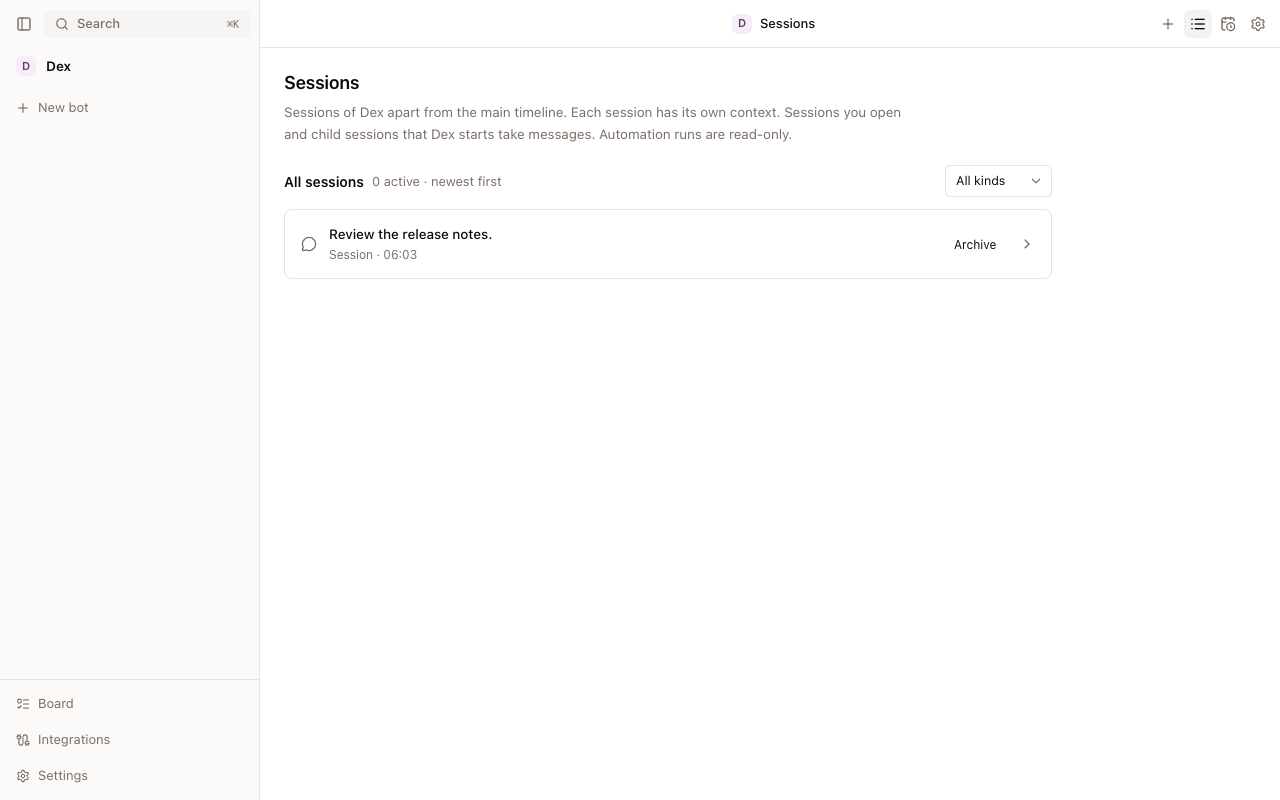 Search
⌘K
D Dex
New bot
Board
Integrations
Settings
D Sessions
Sessions
Sessions of Dex apart from the main timeline. Each session has its own context. Sessions you open
and child sessions that Dex starts take messages. Automation runs are read-only.
All sessions 0 active · newest first
All kinds
Review the release notes.
Session · 06:03
Archive